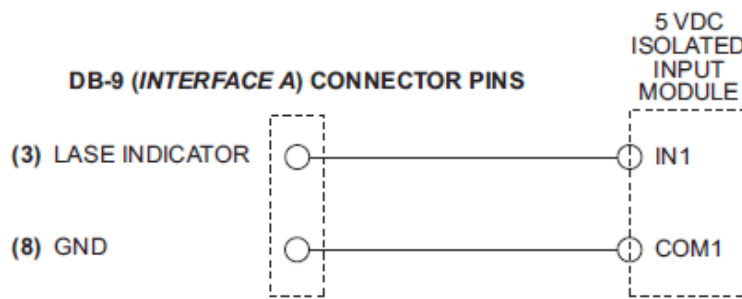 5 VDC
ISOLATED
INPUT
MODULE
DB-9 (INTERFACE A) CONNECTOR PINS
(3) LASE INDICATOR
IN1
(8) GND
COM1